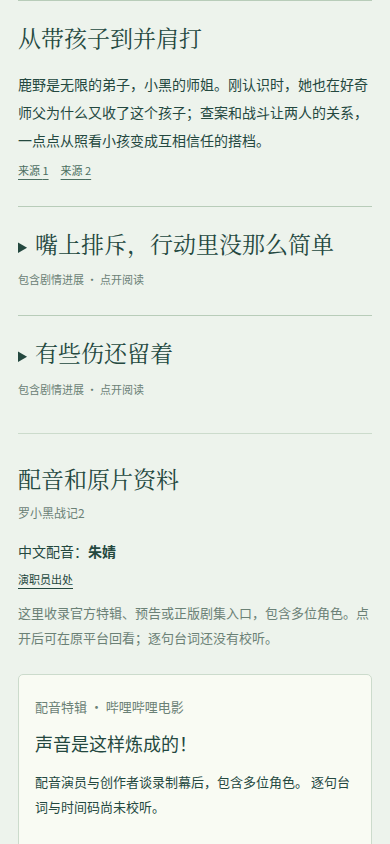 从带孩子到并肩打
鹿野是无限的弟子，小黑的师姐。刚认识时，她也在好奇
师父为什么又收了这个孩子；查案和战斗让两人的关系，
一点点从照看小孩变成互相信任的搭档。
来源 1 来源 2
▶ 嘴上排斥，行动里没那么简单
包含剧情进展 · 点开阅读
▶ 有些伤还留着
包含剧情进展 · 点开阅读
配音和原片资料
罗小黑战记2
中文配音：朱婧
演职员出处
这里收录官方特辑、预告或正版剧集入口，包含多位角色。点
开后可在原平台回看；逐句台词还没有校听。
配音特辑 · 哔哩哔哩电影
声音是这样炼成的！
配音演员与创作者谈录制幕后，包含多位角色。 逐句台
词与时间码尚未校听。